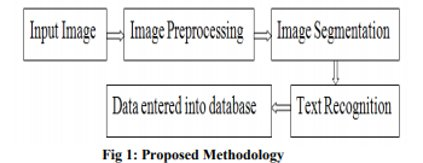 Input Image
Image Preprocessing
Image Segmentation
Text Recognition
Data entered into database
Fig 1: Proposed Methodology